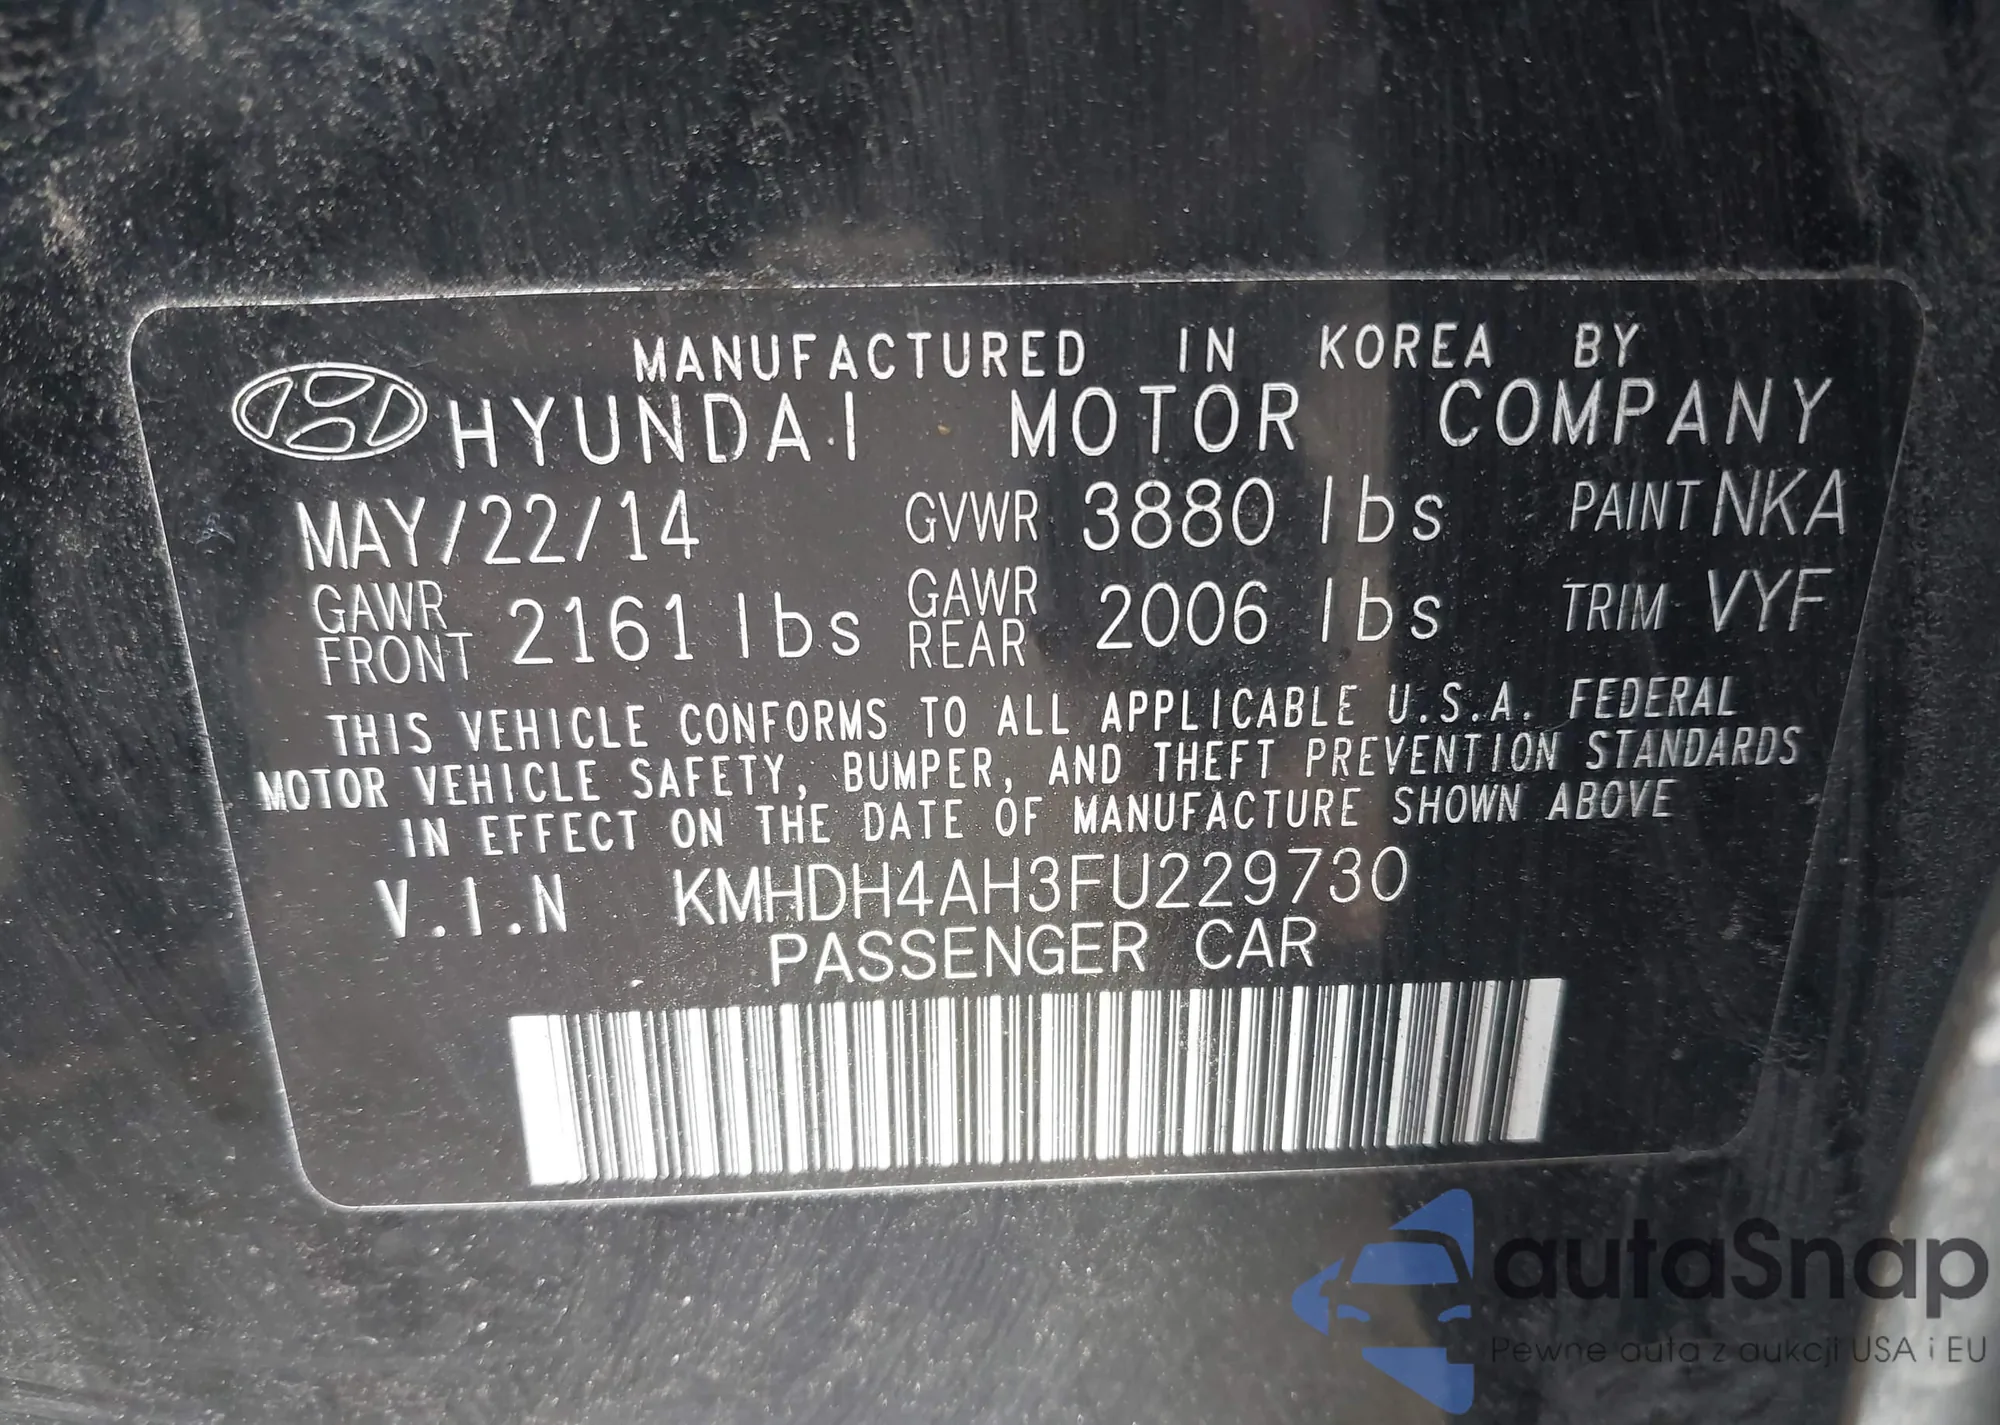 MANUFACTURED IN KOREA BY
HYUNDAI MOTOR COMPANY
MAY/22/14 GVWR 3880 lbs PAINT NKA
GAWR FRONT 2161 lbs GAWR REAR 2006 lbs TRIM VYF
THIS VEHICLE CONFORMS TO ALL APPLICABLE U.S.A. FEDERAL
MOTOR VEHICLE SAFETY, BUMPER, AND THEFT PREVENTION STANDARDS
IN EFFECT ON THE DATE OF MANUFACTURE SHOWN ABOVE
V.I.N KMHDH4AH3FU229730
PASSENGER CAR
autaSnap
Pewne auta z aukcji USA i EU